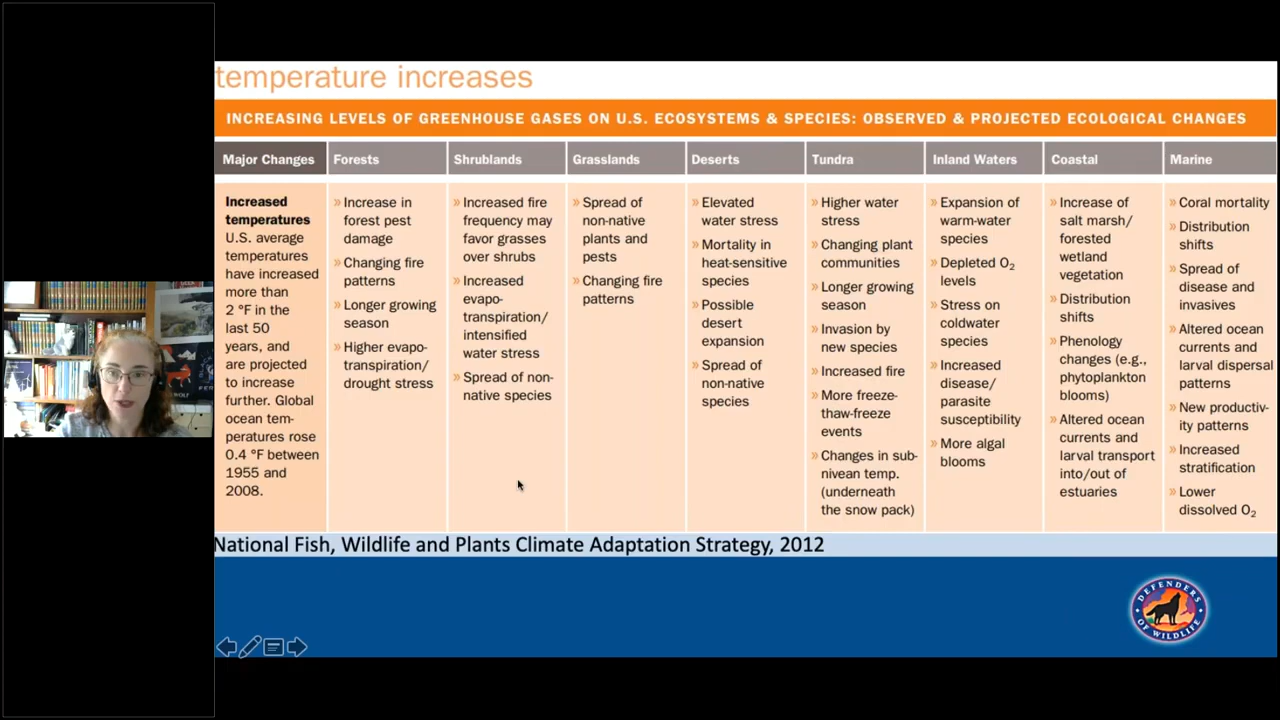 temperature increases
INCREASING LEVELS OF GREENHOUSE GASES ON U.S. ECOSYSTEMS & SPECIES: OBSERVED & PROJECTED ECOLOGICAL CHANGES
Major Changes
Forests
Shrublands
Grasslands
Deserts
Tundra
Inland Waters
Coastal
Marine
Increased
temperatures
U.S. average
temperatures
have increased
more than
2 °F in the
last 50
years, and
are projected
to increase
further. Global
ocean tem-
peratures rose
0.4 °F between
1955 and
2008.
» Increase in
forest pest
damage
» Changing fire
patterns
» Longer growing
season
» Higher evapo-
transpiration/
drought stress
» Increased fire
frequency may
favor grasses
over shrubs
» Increased
evapo-
transpiration/
intensified
water stress
» Spread of non-
native species
» Spread of
non-native
plants and
pests
» Changing fire
patterns
» Elevated
water stress
» Mortality in
heat-sensitive
species
» Possible
desert
expansion
» Spread of
non-native
species
» Higher water
stress
» Changing plant
communities
» Longer growing
season
» Invasion by
new species
» Increased fire
» More freeze-
thaw-freeze
events
» Changes in sub-
nivean temp.
(underneath
the snow pack)
» Expansion of
warm-water
species
» Depleted O₂
levels
» Stress on
coldwater
species
» Increased
disease/
parasite
susceptibility
» More algal
blooms
» Increase of
salt marsh/
forested
wetland
vegetation
» Distribution
shifts
» Phenology
changes (e.g.,
phytoplankton
blooms)
» Altered ocean
currents and
larval transport
into/out of
estuaries
» Coral mortality
» Distribution
shifts
» Spread of
disease and
invasives
» Altered ocean
currents and
larval dispersal
patterns
» New productiv-
ity patterns
» Increased
stratification
» Lower
dissolved O₂
National Fish, Wildlife and Plants Climate Adaptation Strategy, 2012
DEFENDERS
OF WILDLIFE